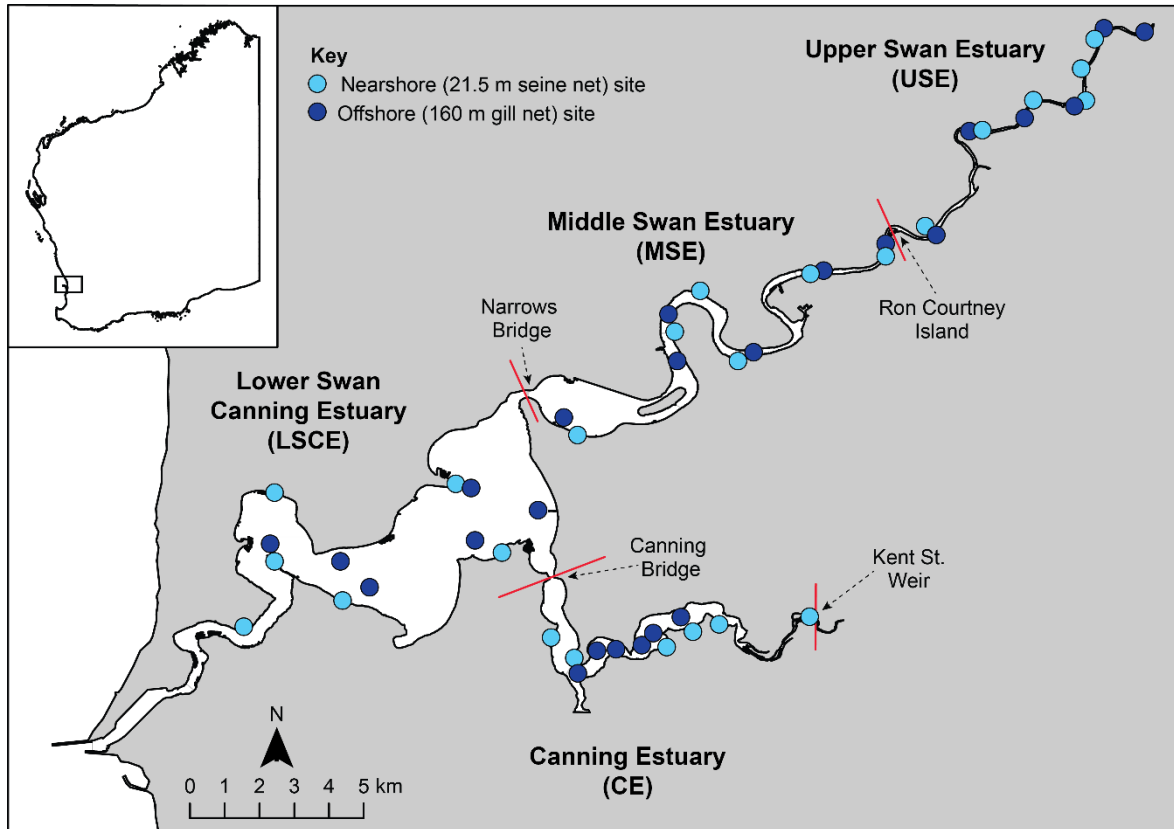 Key
Nearshore (21.5 m seine net) site
Offshore (160 m gill net) site
Upper Swan Estuary
(USE)
Middle Swan Estuary
(MSE)
Narrows
Bridge
Ron Courtney
Island
Lower Swan
Canning Estuary
(LSCE)
Canning
Bridge
Kent St.
Weir
Canning Estuary
(CE)
N
0 1 2 3 4 5 km